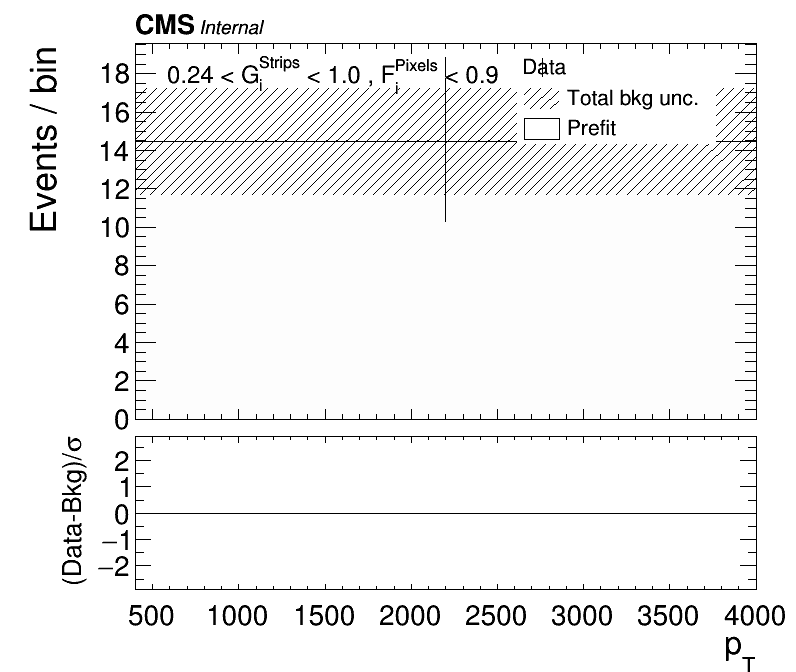 CMS Internal
Events / bin
0.24 < G_i^Strips < 1.0 , F_i^Pixels < 0.9
Data
Total bkg unc.
Prefit
18
16
14
12
10
8
6
4
2
0
(Data-Bkg)/σ
2
1
0
−1
−2
500 1000 1500 2000 2500 3000 3500 4000
p_T